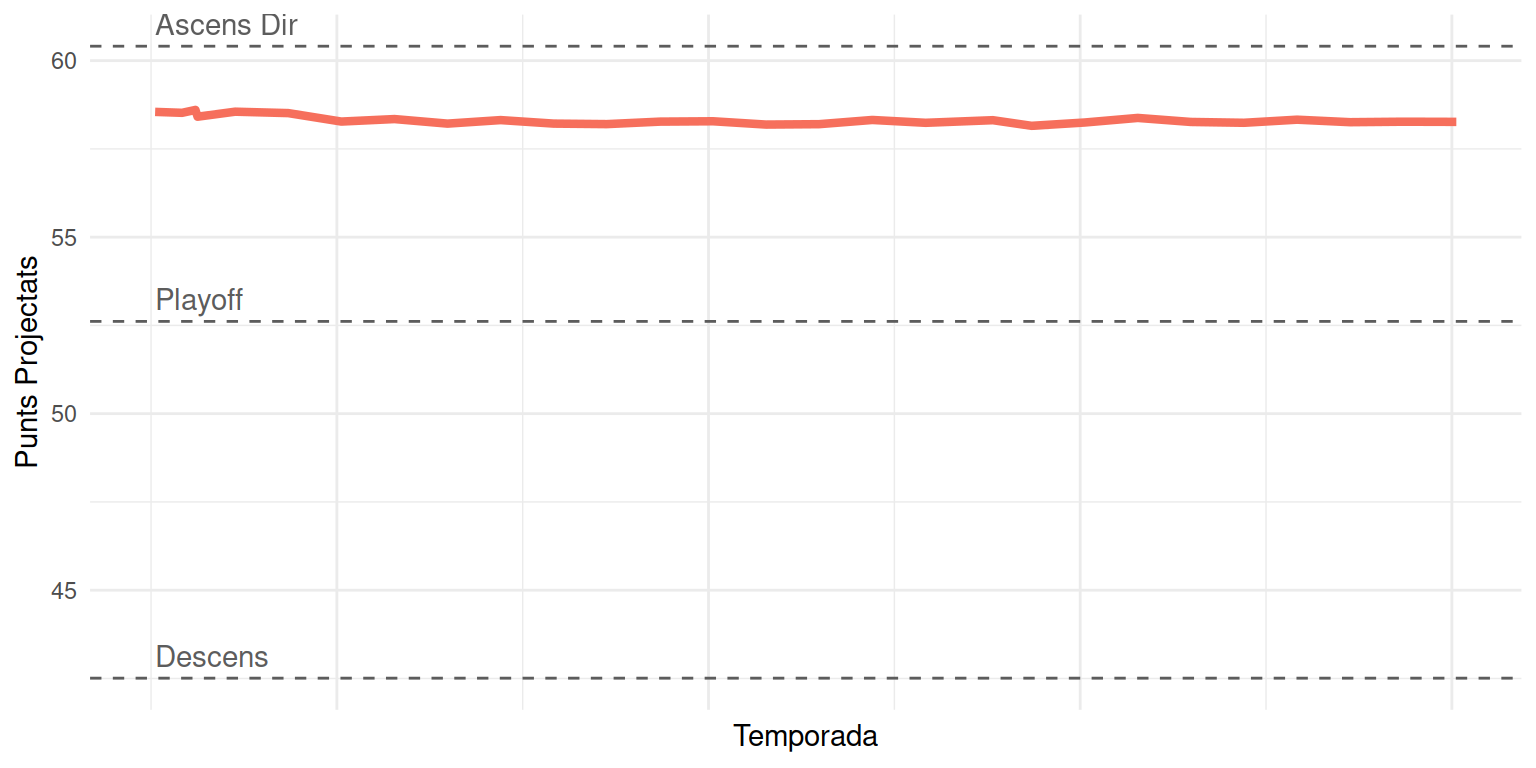 Ascens Dir
60
55
Playoff
Punts Projectats
50
45
Descens
Temporada